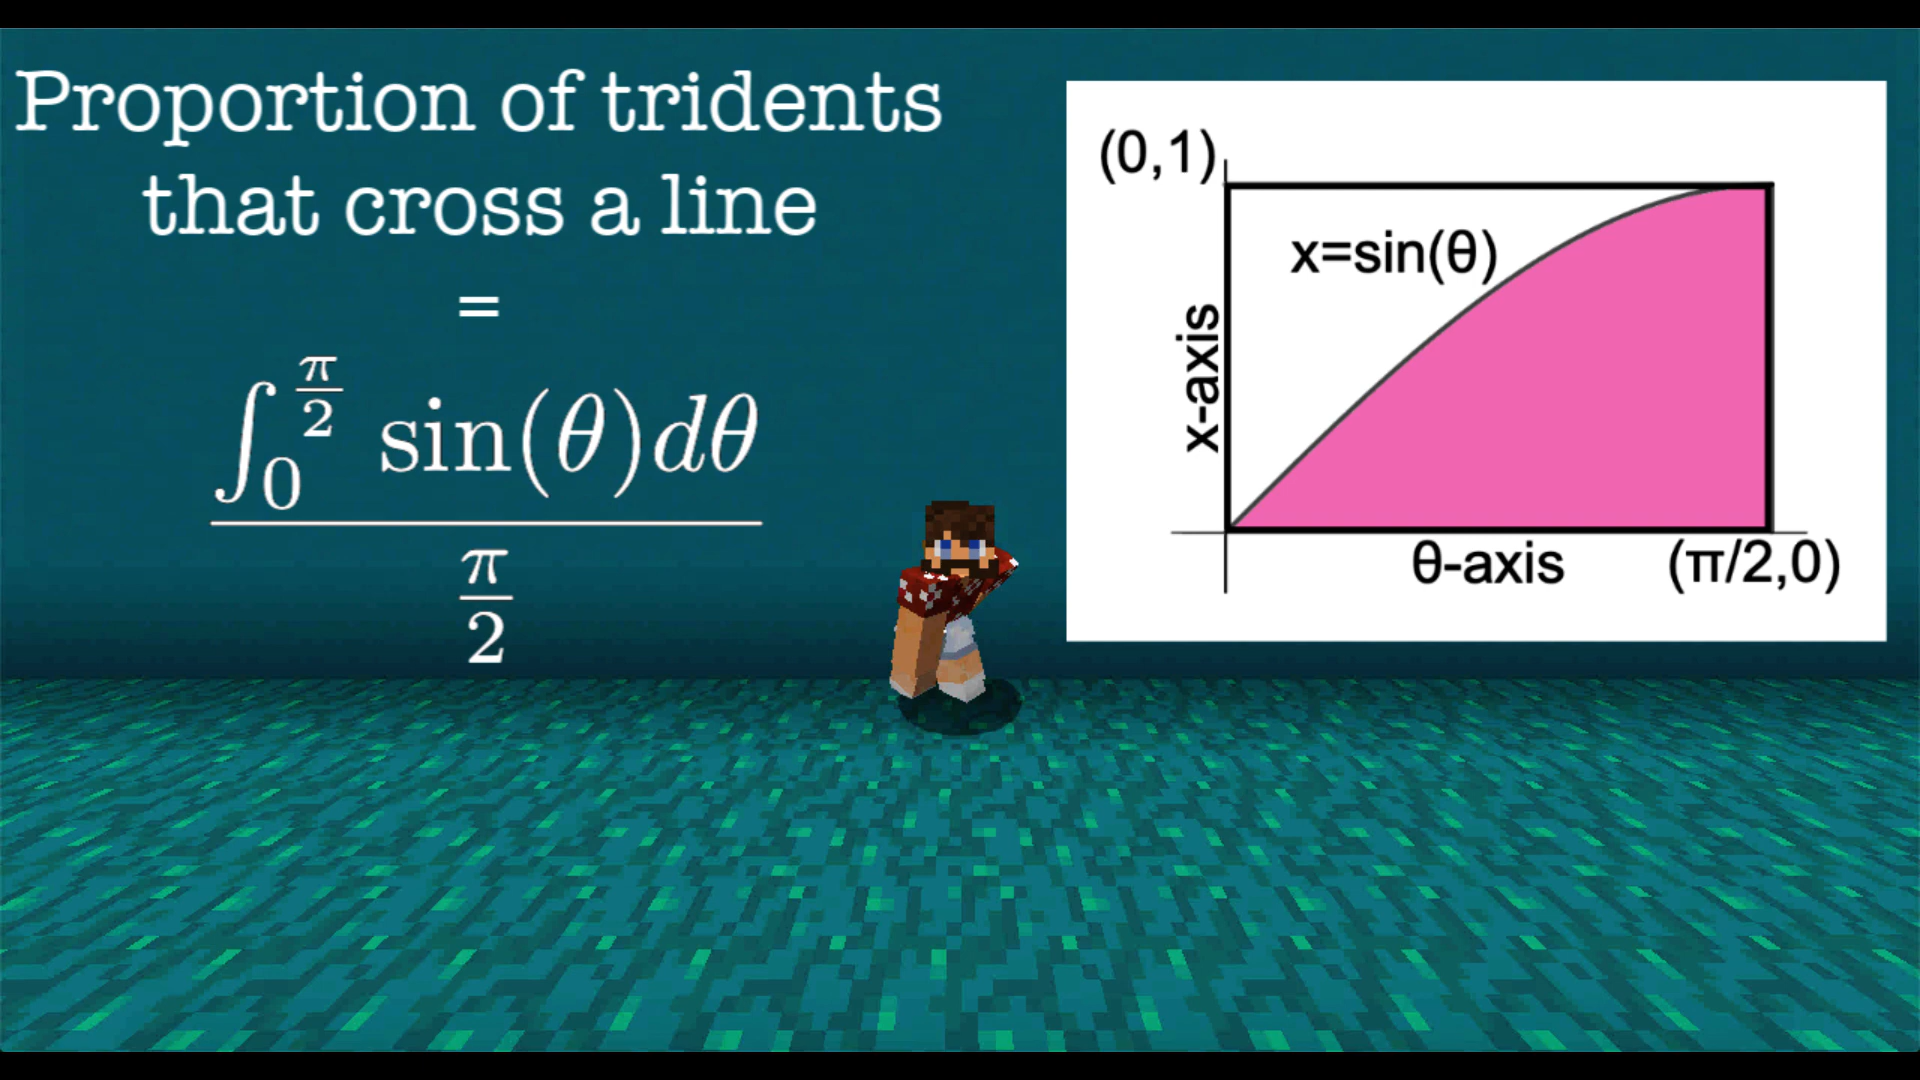 Proportion of tridents
that cross a line
=
∫₀^(π/2) sin(θ)dθ
π/2
(0,1)
x=sin(θ)
x-axis
θ-axis
(π/2,0)